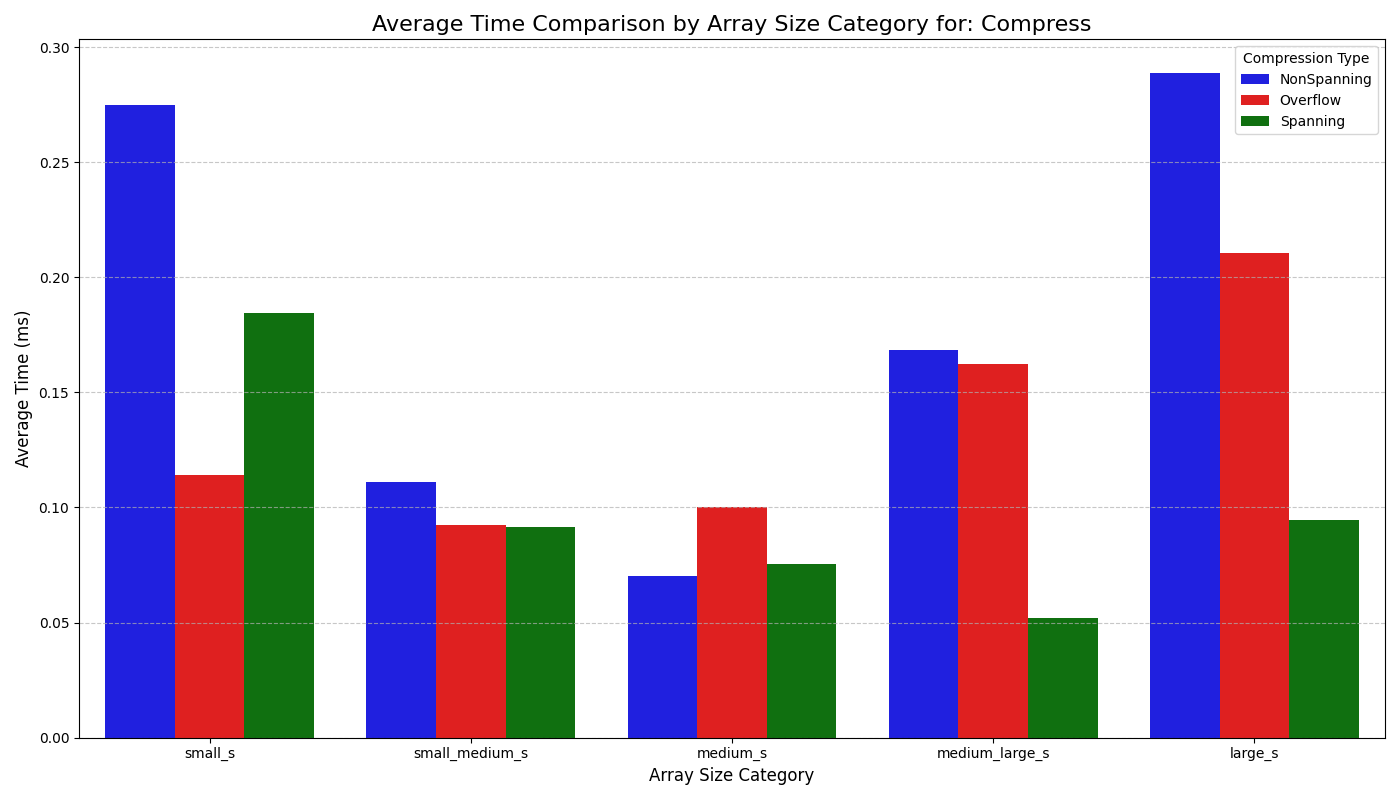 Average Time Comparison by Array Size Category for: Compress
Compression Type
NonSpanning
Overflow
Spanning
Average Time (ms)
0.30
0.25
0.20
0.15
0.10
0.05
0.00
small_s
small_medium_s
medium_s
medium_large_s
large_s
Array Size Category